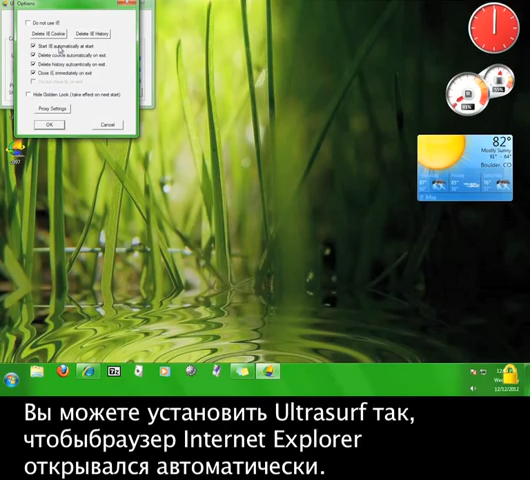 Options
Do not use IE
Delete IE Cookie
Delete IE History
Start IE automatically at start
Delete cookie automatically on exit
Delete history automatically on exit
Close IE immediately on exit
Hide Golden Lock (take effect on next start)
Proxy Settings
OK
Cancel
82°
Mostly Sunny
Boulder, CO
7z
12/12/2012
Вы можете установить Ultrasurf так,
чтобыбраузер Internet Explorer
открывался автоматически.